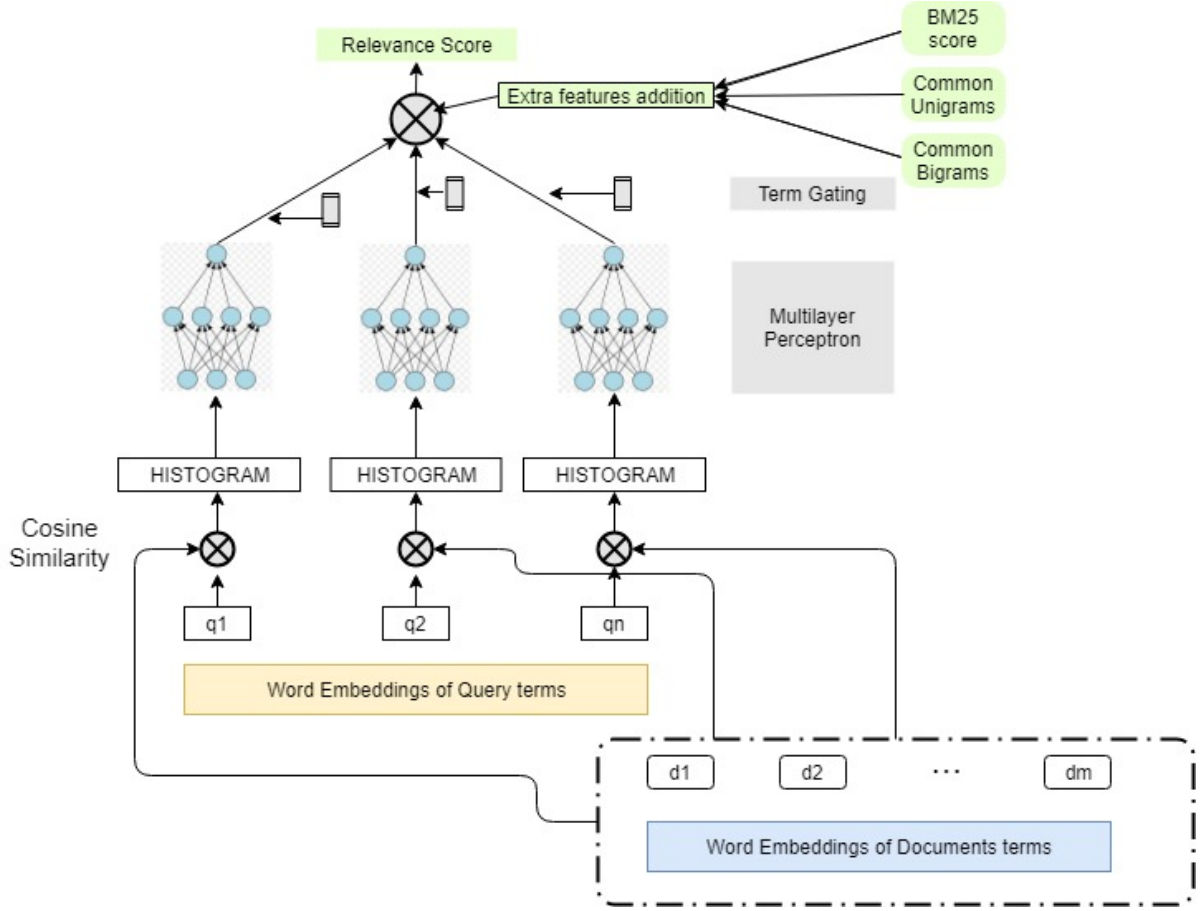 BM25
score
Relevance Score
Extra features addition
Common
Unigrams
Common
Bigrams
Term Gating
Multilayer
Perceptron
HISTOGRAM
HISTOGRAM
HISTOGRAM
Cosine
Similarity
q1
q2
qn
Word Embeddings of Query terms
d1
d2
...
dm
Word Embeddings of Documents terms